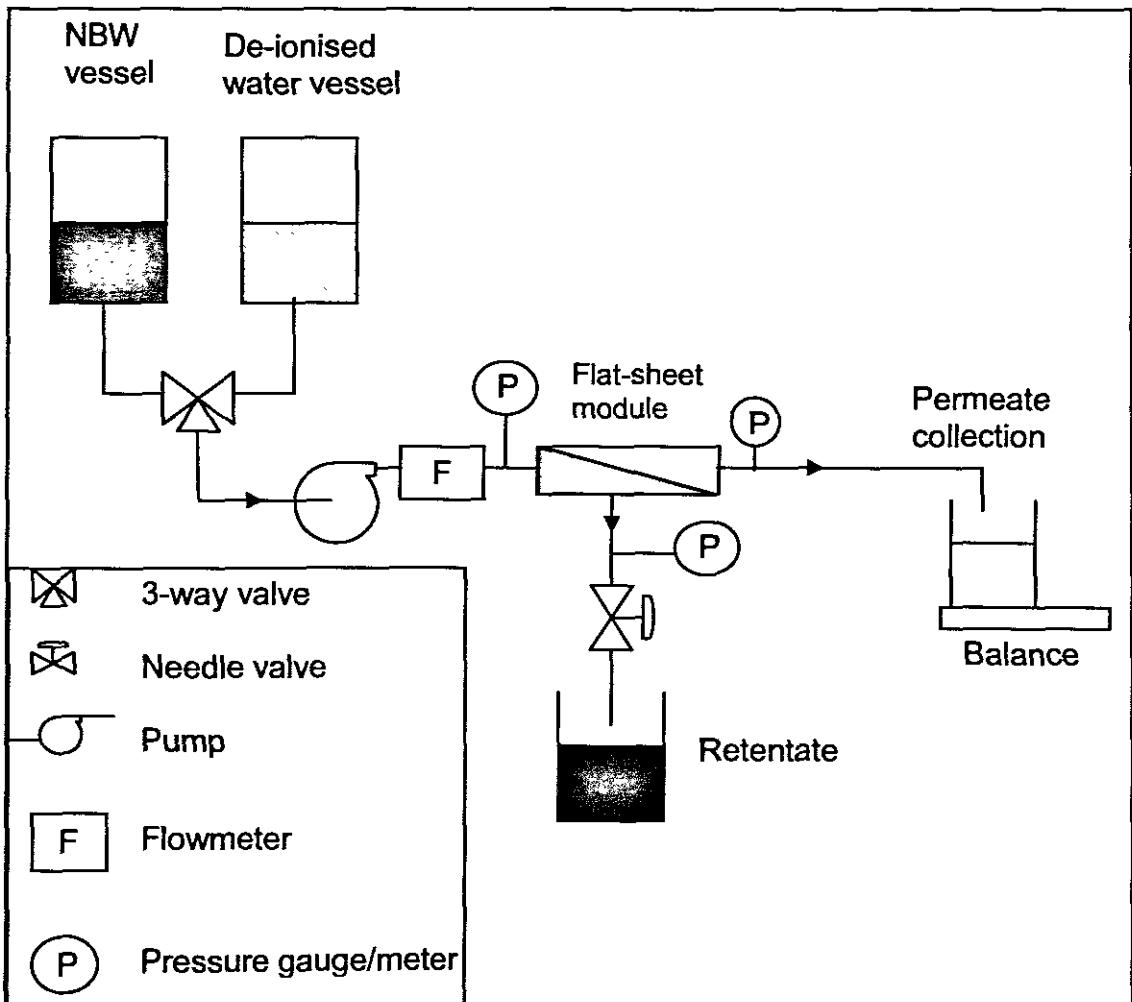 NBW
vessel
De-ionised
water vessel
P
Flat-sheet
module
P
Permeate
collection
F
P
Balance
Retentate
3-way valve
Needle valve
Pump
F
Flowmeter
P
Pressure gauge/meter